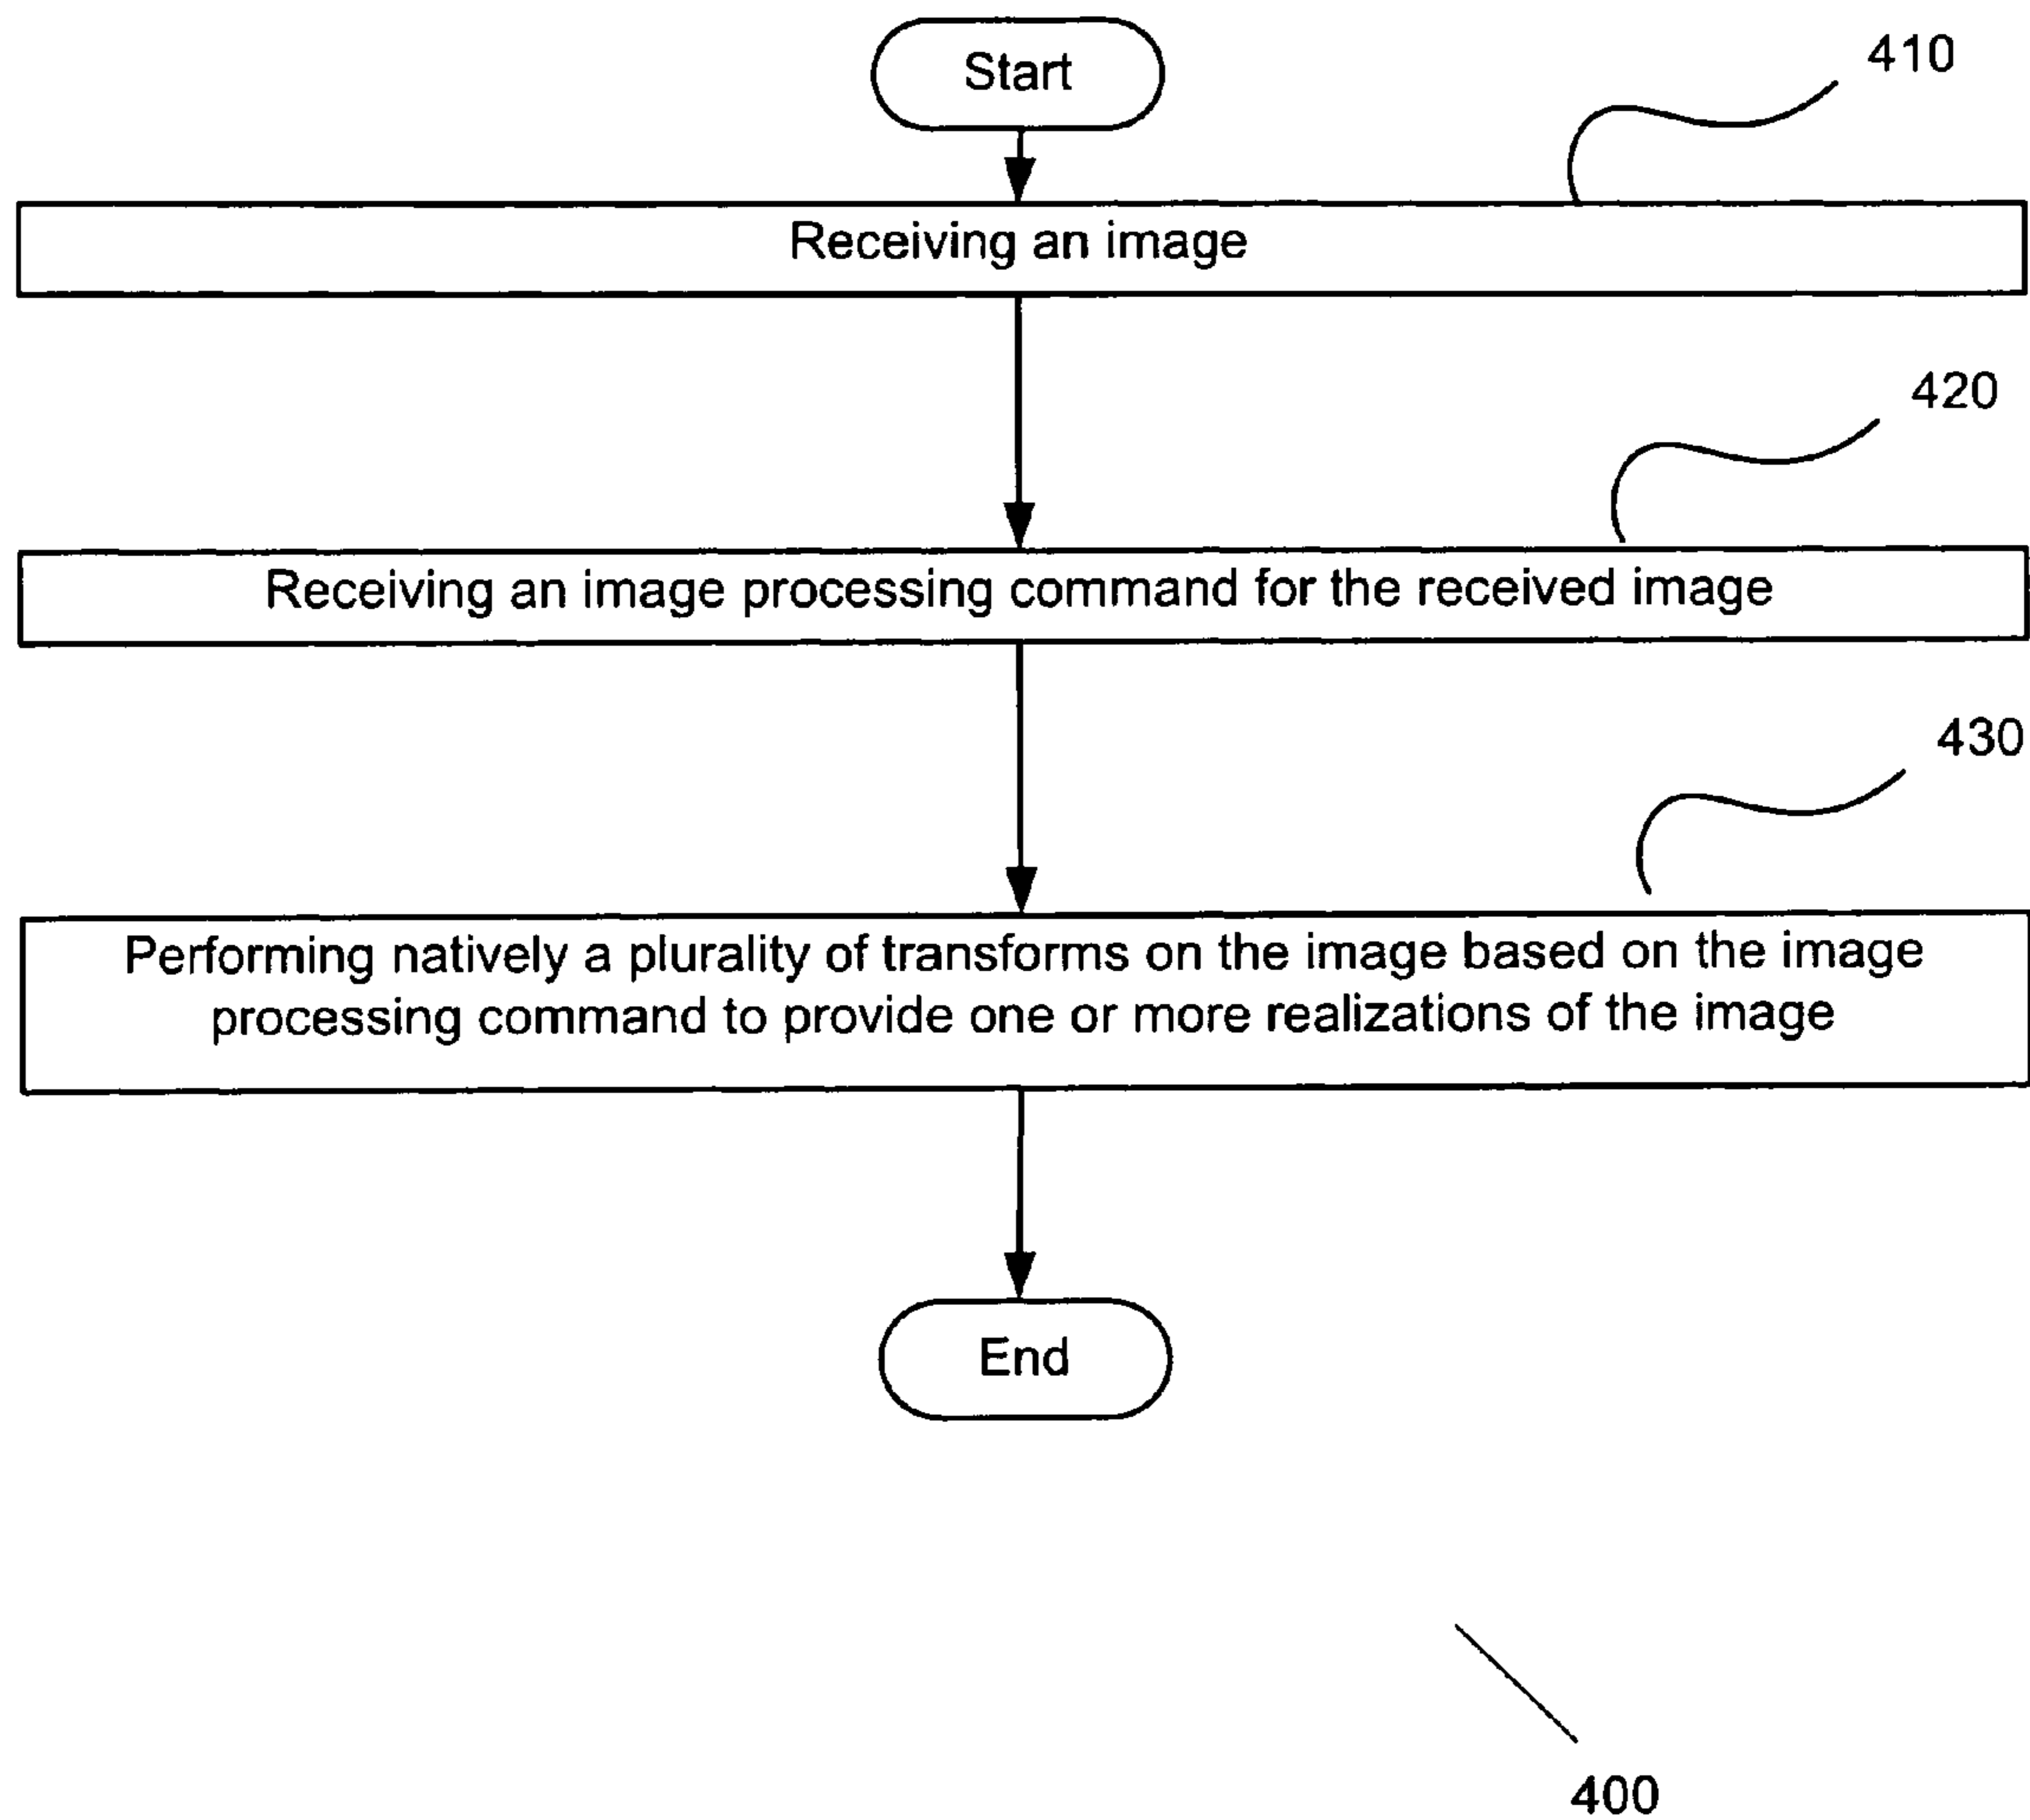 Start
410
Receiving an image
420
Receiving an image processing command for the received image
430
Performing natively a plurality of transforms on the image based on the image
processing command to provide one or more realizations of the image
End
400